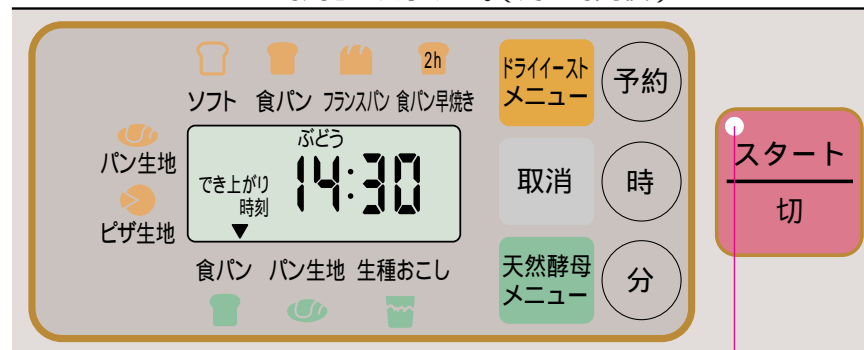 ソフト 食パン フランスパン 食パン早焼き
2h
パン生地
ピザ生地
ぶどう
でき上がり
時刻
14:30
食パン パン生地 生種おこし
ドライイースト
メニュー
予約
取消
時
天然酵母
メニュー
分
スタート
切